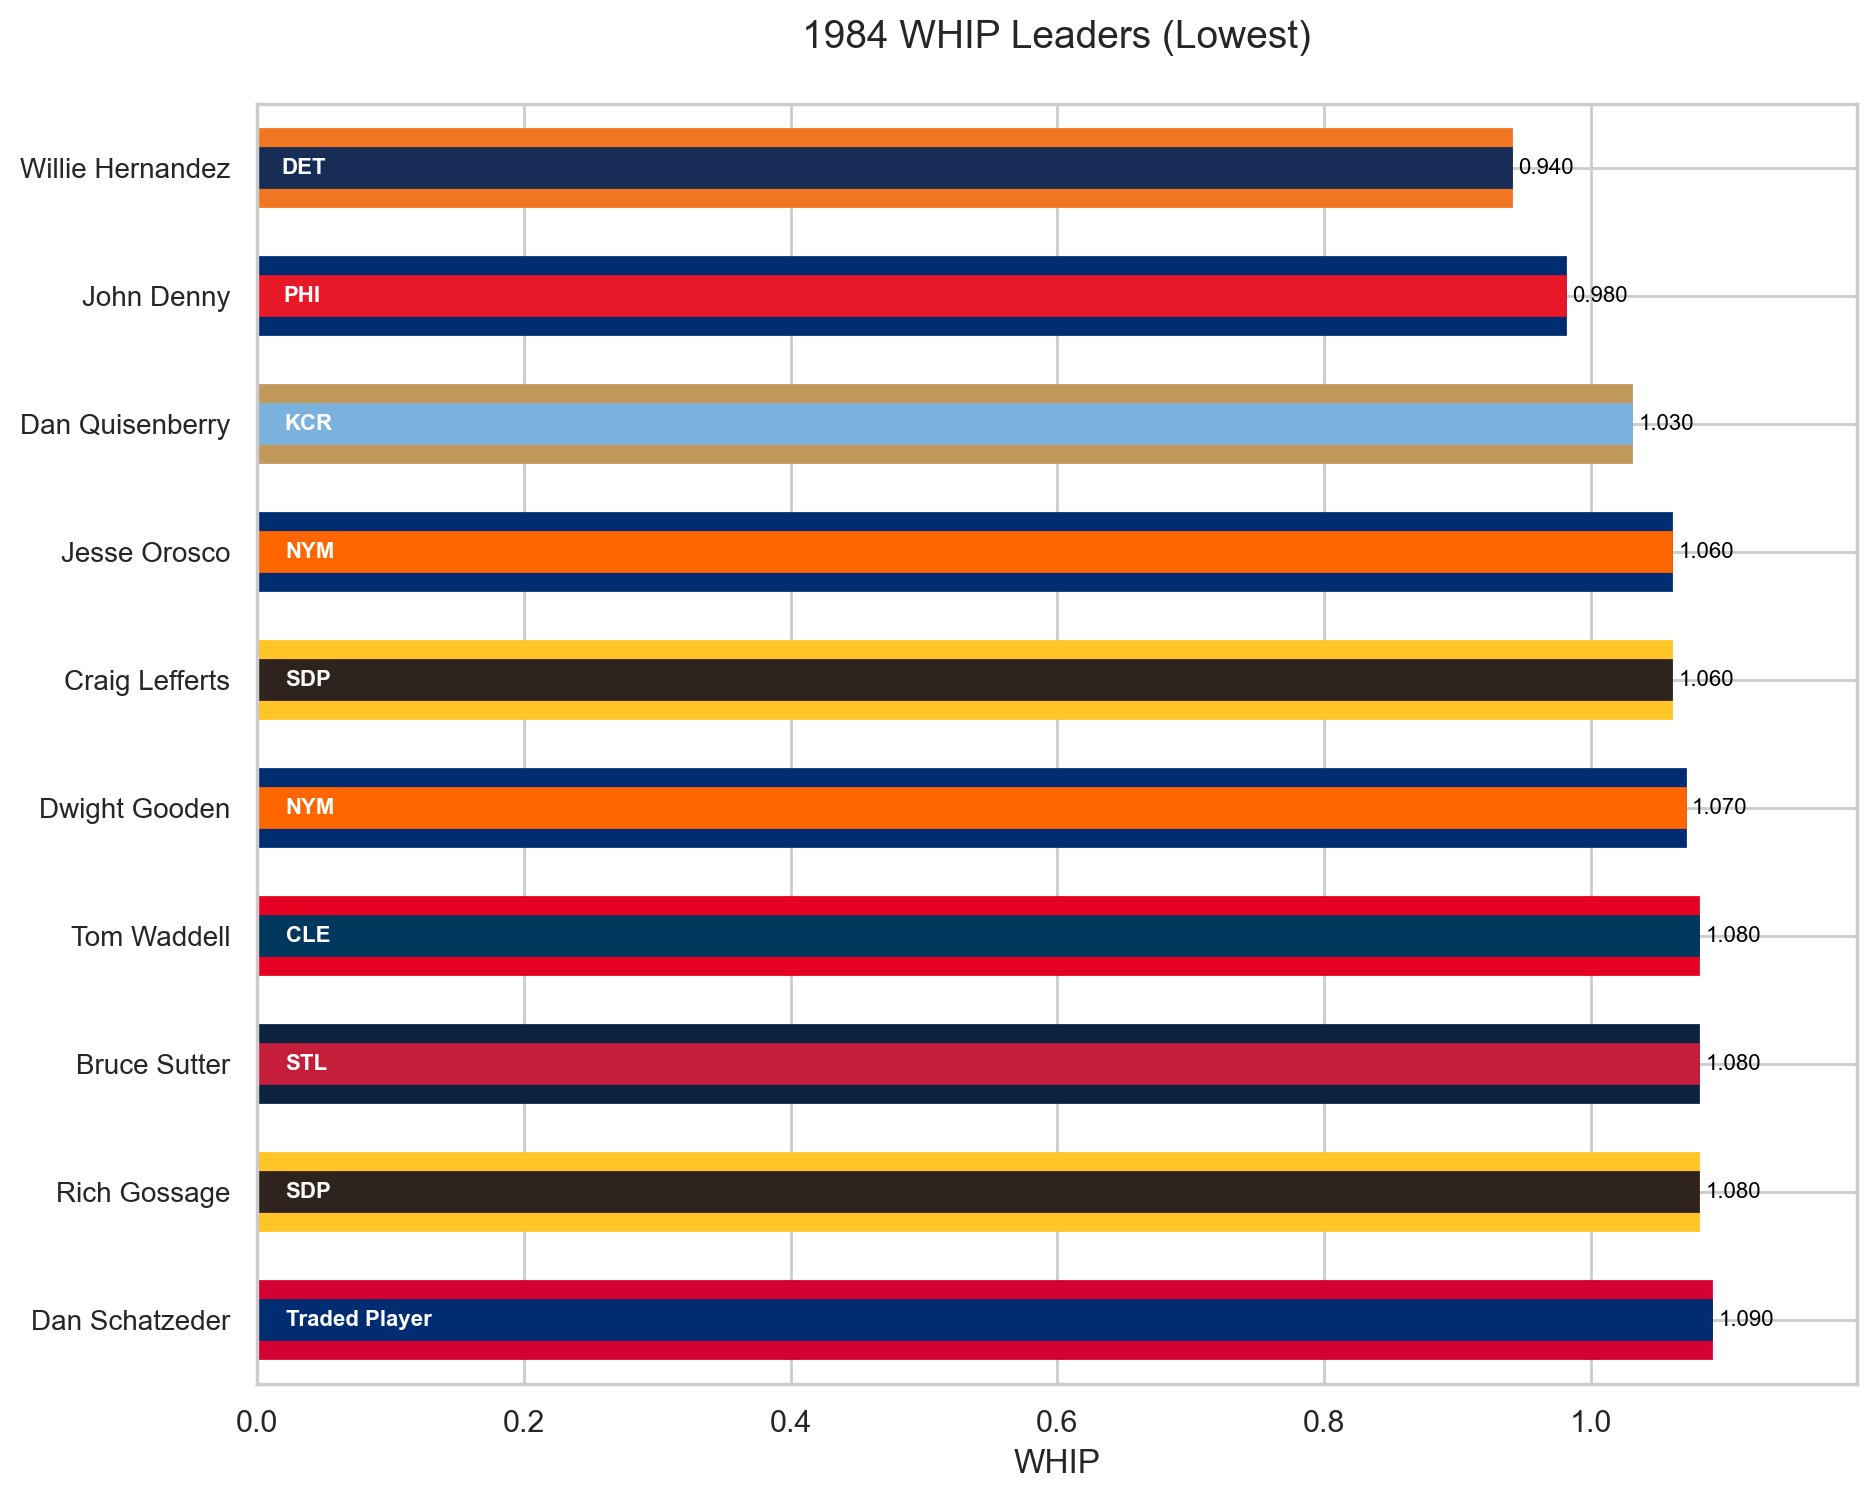 1984 WHIP Leaders (Lowest)
Willie Hernandez DET 0.940
John Denny PHI 0.980
Dan Quisenberry KCR 1.030
Jesse Orosco NYM 1.060
Craig Lefferts SDP 1.060
Dwight Gooden NYM 1.070
Tom Waddell CLE 1.080
Bruce Sutter STL 1.080
Rich Gossage SDP 1.080
Dan Schatzeder Traded Player 1.090
0.0 0.2 0.4 0.6 0.8 1.0
WHIP